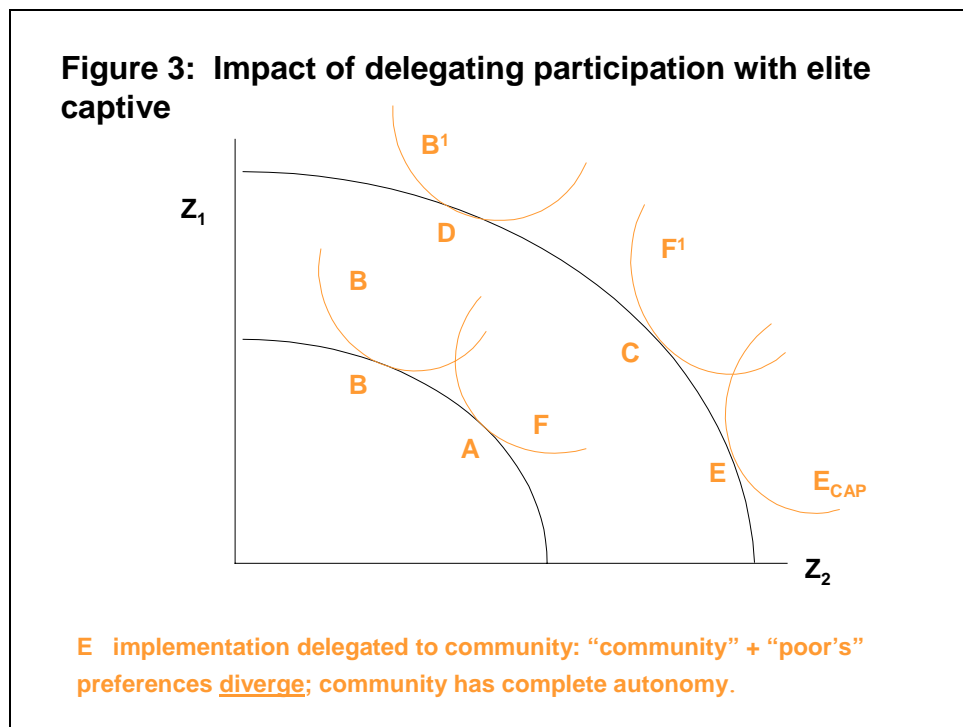 Figure 3: Impact of delegating participation with elite
captive
B¹
Z₁
D
F¹
B
C
B
F
A
E
E_CAP
Z₂
E implementation delegated to community: “community” + “poor’s”
preferences diverge; community has complete autonomy.